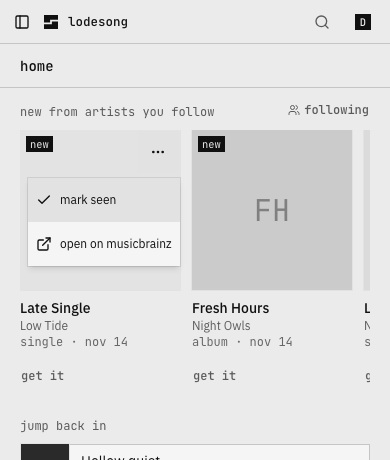 lodesong
D
home
new from artists you follow
following
new
mark seen
open on musicbrainz
new
FH
Late Single
Low Tide
single · nov 14
get it
Fresh Hours
Night Owls
album · nov 14
get it
jump back in